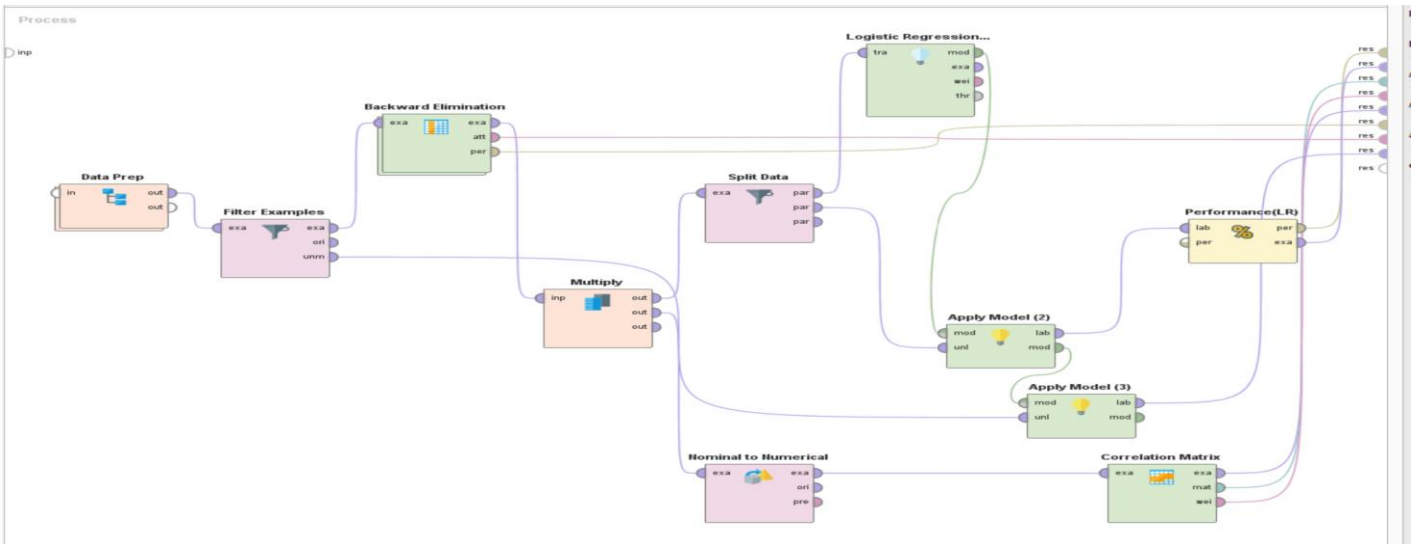 Process
inp
res
res
res
res
res
res
res
res
res
Logistic Regression...
tra mod
exa
wei
thr
Backward Elimination
exa exa
att
per
Data Prep
in out
out
Filter Examples
exa exa
ori
unm
Split Data
exa par
par
par
Performance(LR)
lab per
per exa
Multiply
inp out
out
out
Apply Model (2)
mod lab
unl mod
Apply Model (3)
mod lab
unl mod
Nominal to Numerical
exa exa
ori
pre
Correlation Matrix
exa exa
mat
wei